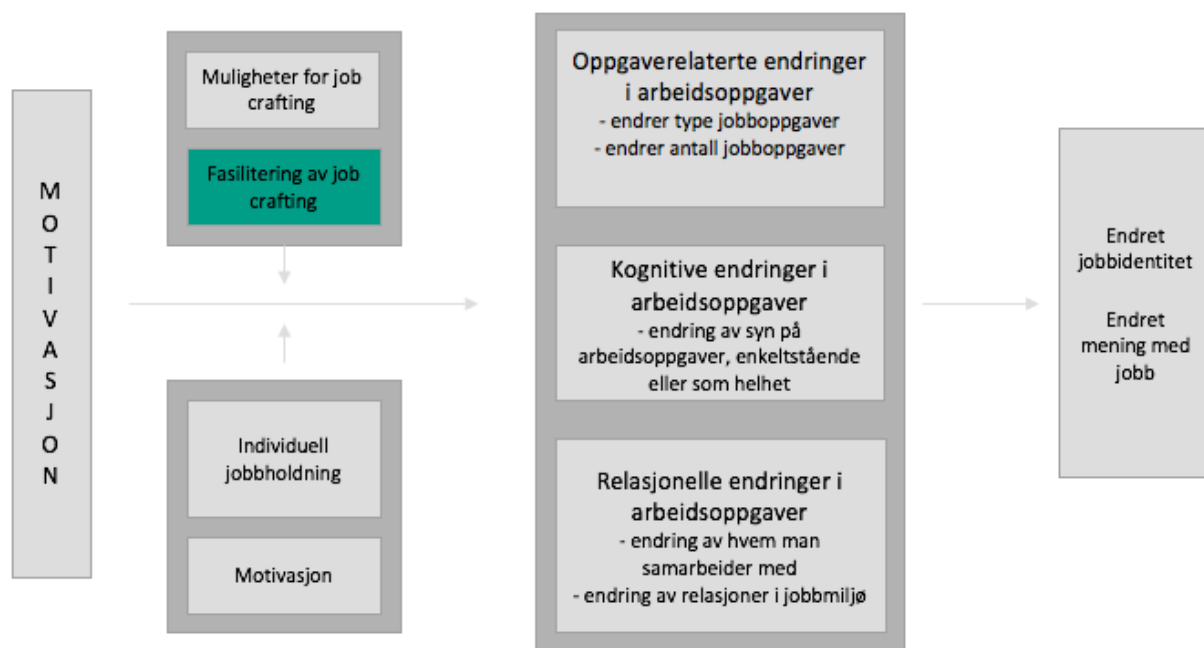 MOTIVASJON
Muligheter for job
crafting
Fasilitering av job
crafting
Individuell
jobbholdning
Motivasjon
Oppgaverelaterte endringer
i arbeidsoppgaver
- endrer type jobboppgaver
- endrer antall jobboppgaver
Kognitive endringer i
arbeidsoppgaver
- endring av syn på
arbeidsoppgaver, enkeltstående
eller som helhet
Relasjonelle endringer i
arbeidsoppgaver
- endring av hvem man
samarbeider med
- endring av relasjoner i jobbmiljø
Endret
jobbidentitet
Endret
mening med
jobb